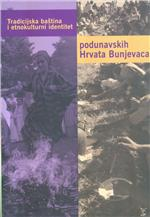 Tradicijska baština
i etnokulturni identitet
podunavskih
Hrvata Bunjevaca